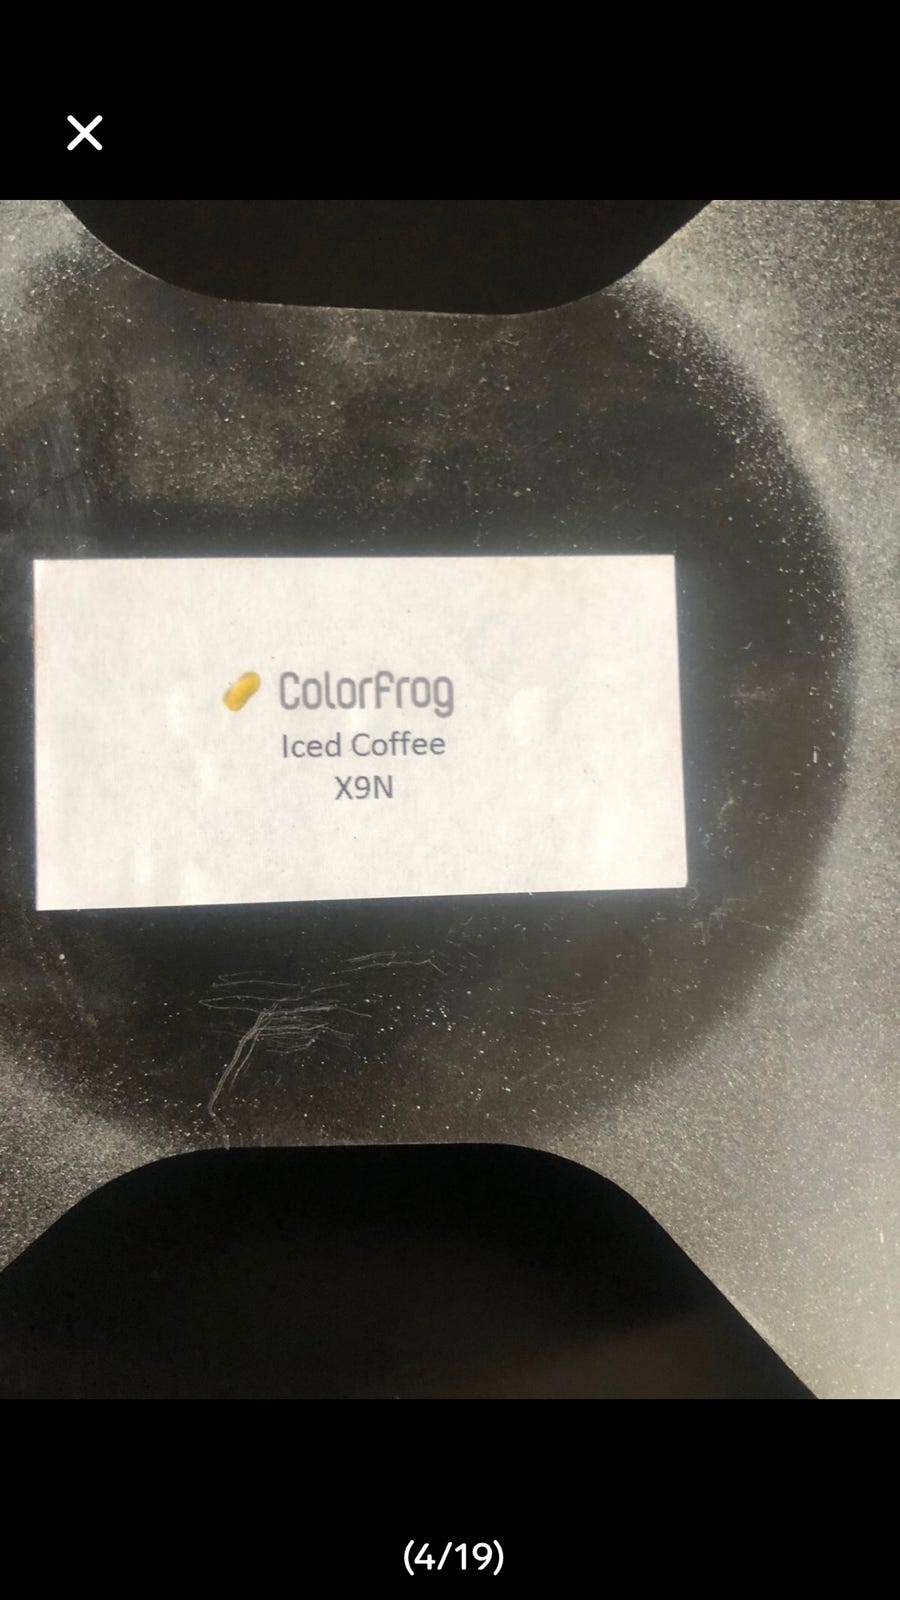 ColorFrog
Iced Coffee
X9N
(4/19)